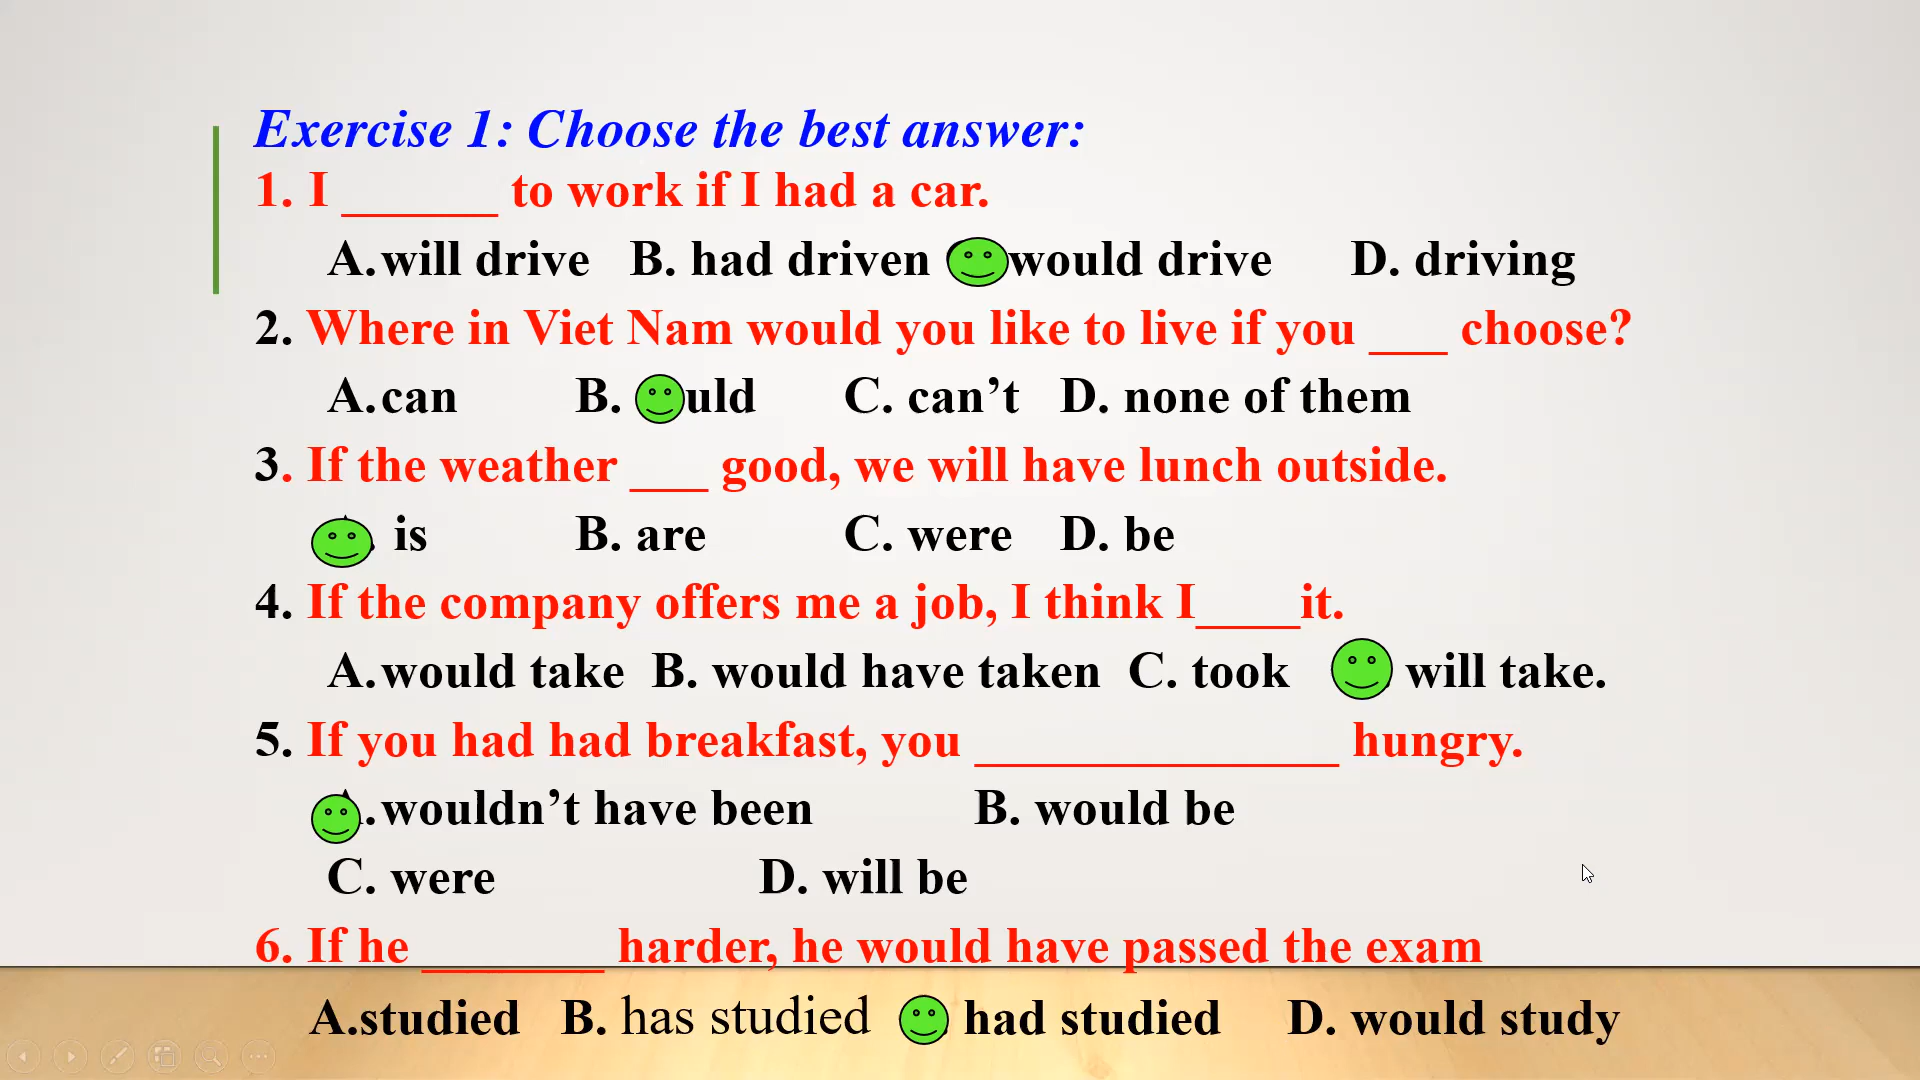 Exercise 1: Choose the best answer:
1. I ______ to work if I had a car.
A. will drive B. had driven would drive D. driving
2. Where in Viet Nam would you like to live if you ___ choose?
A. can B. uld C. can’t D. none of them
3. If the weather ___ good, we will have lunch outside.
. is B. are C. were D. be
4. If the company offers me a job, I think I____it.
A. would take B. would have taken C. took will take.
5. If you had had breakfast, you ______________ hungry.
. wouldn’t have been B. would be
C. were D. will be
6. If he _______ harder, he would have passed the exam
A. studied B. has studied had studied D. would study